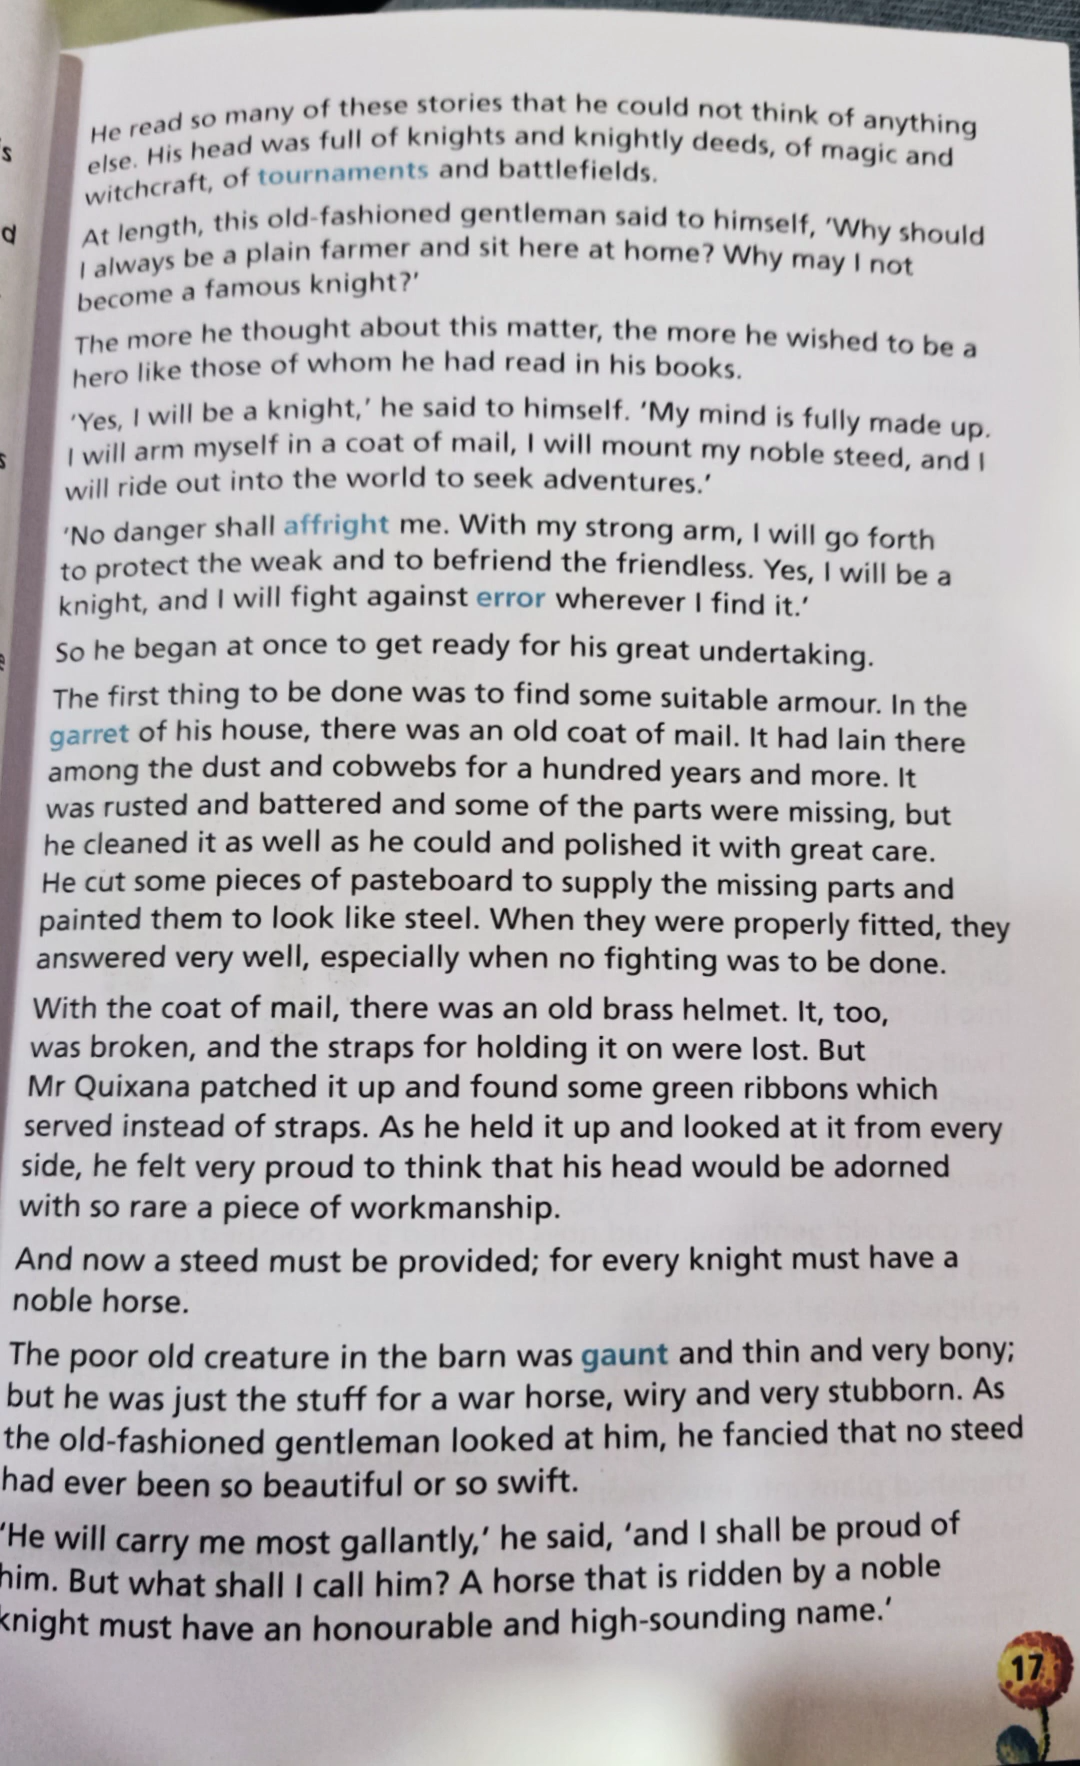 He read so many of these stories that he could not think of anything
else. His head was full of knights and knightly deeds, of magic and
witchcraft, of tournaments and battlefields.
At length, this old-fashioned gentleman said to himself, ‘Why should
I always be a plain farmer and sit here at home? Why may I not
become a famous knight?’
The more he thought about this matter, the more he wished to be a
hero like those of whom he had read in his books.
‘Yes, I will be a knight,’ he said to himself. ‘My mind is fully made up.
I will arm myself in a coat of mail, I will mount my noble steed, and I
will ride out into the world to seek adventures.’
‘No danger shall affright me. With my strong arm, I will go forth
to protect the weak and to befriend the friendless. Yes, I will be a
knight, and I will fight against error wherever I find it.’
So he began at once to get ready for his great undertaking.
The first thing to be done was to find some suitable armour. In the
garret of his house, there was an old coat of mail. It had lain there
among the dust and cobwebs for a hundred years and more. It
was rusted and battered and some of the parts were missing, but
he cleaned it as well as he could and polished it with great care.
He cut some pieces of pasteboard to supply the missing parts and
painted them to look like steel. When they were properly fitted, they
answered very well, especially when no fighting was to be done.
With the coat of mail, there was an old brass helmet. It, too,
was broken, and the straps for holding it on were lost. But
Mr Quixana patched it up and found some green ribbons which
served instead of straps. As he held it up and looked at it from every
side, he felt very proud to think that his head would be adorned
with so rare a piece of workmanship.
And now a steed must be provided; for every knight must have a
noble horse.
The poor old creature in the barn was gaunt and thin and very bony;
but he was just the stuff for a war horse, wiry and very stubborn. As
the old-fashioned gentleman looked at him, he fancied that no steed
had ever been so beautiful or so swift.
‘He will carry me most gallantly,’ he said, ‘and I shall be proud of
him. But what shall I call him? A horse that is ridden by a noble
knight must have an honourable and high-sounding name.’
17